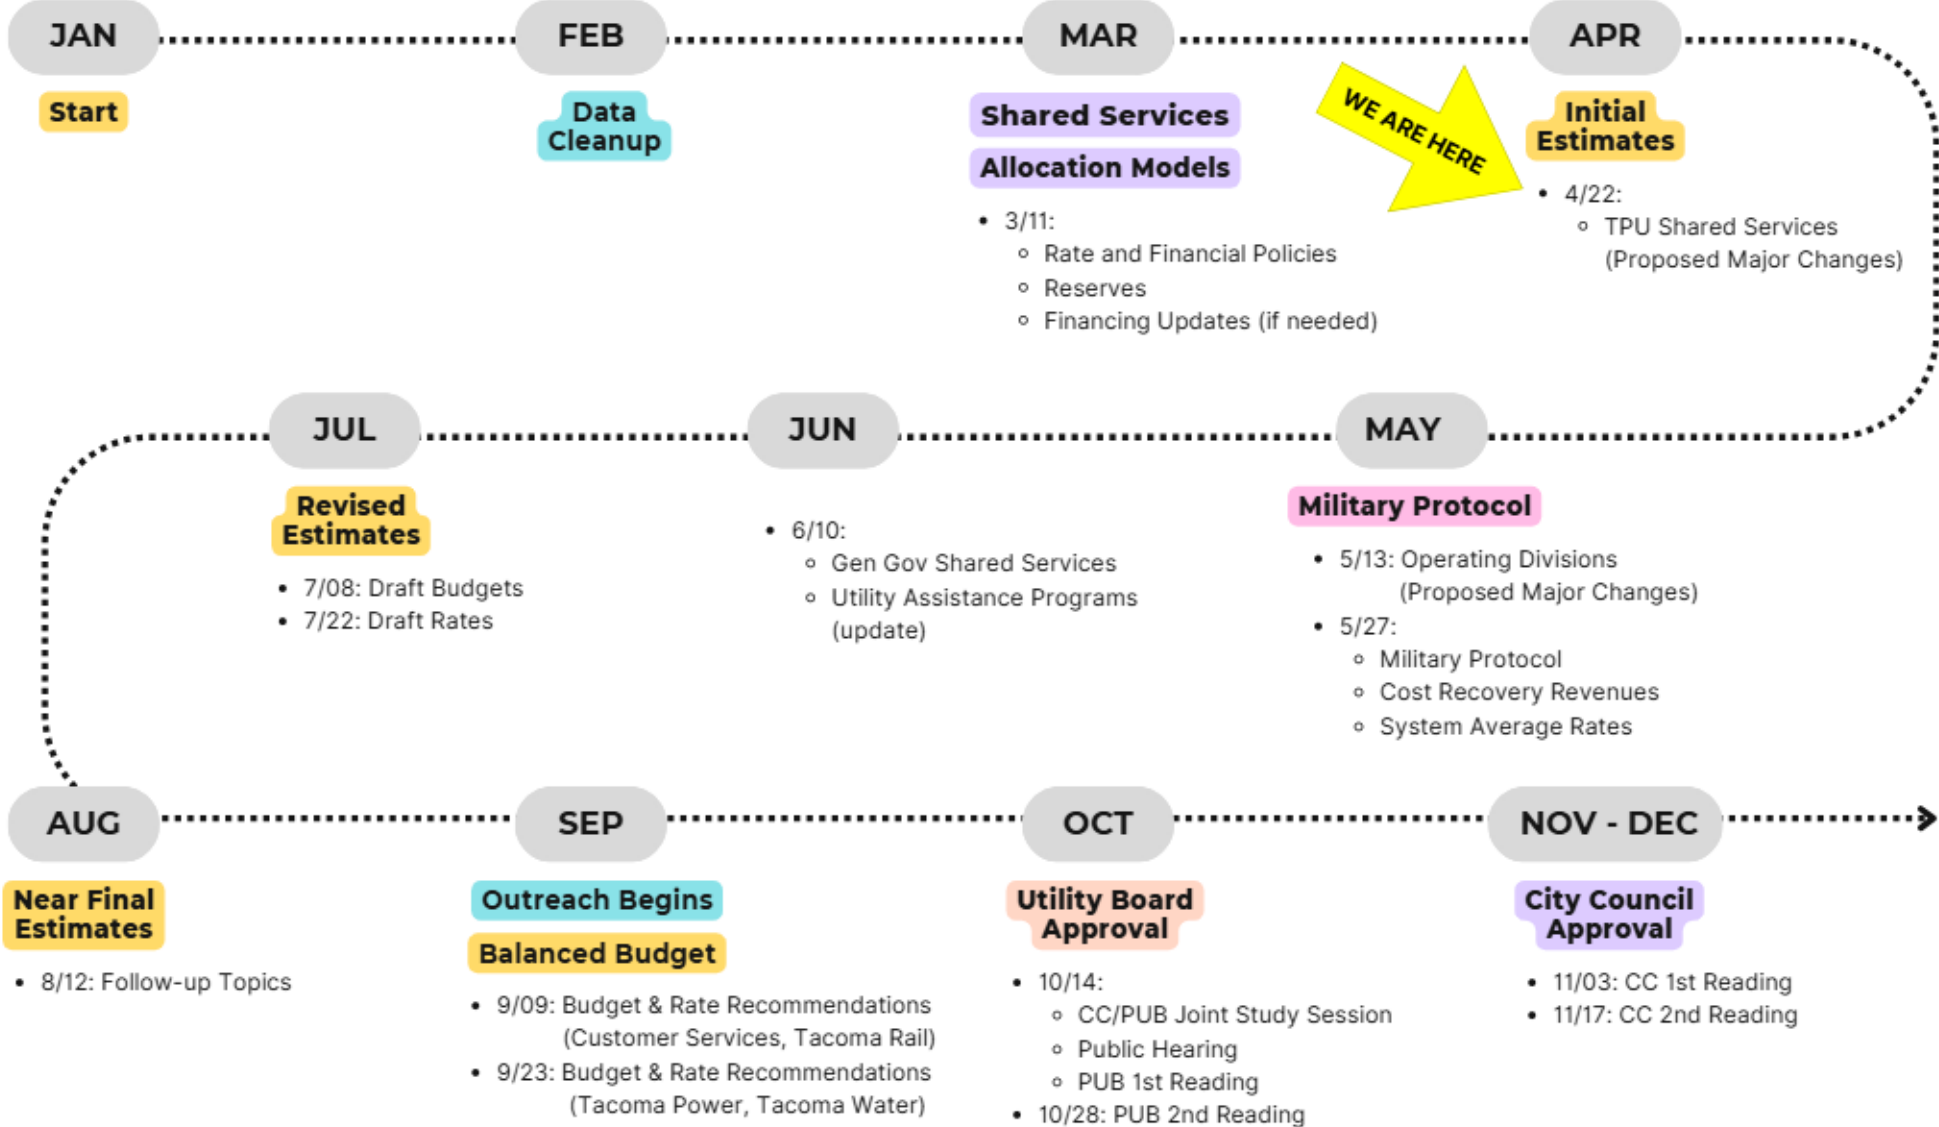 JAN
FEB
MAR
APR
Start
Data
Cleanup
Shared Services
Allocation Models
• 3/11:
◦ Rate and Financial Policies
◦ Reserves
◦ Financing Updates (if needed)
WE ARE HERE
Initial
Estimates
• 4/22:
◦ TPU Shared Services
(Proposed Major Changes)
JUL
JUN
MAY
Revised
Estimates
• 7/08: Draft Budgets
• 7/22: Draft Rates
• 6/10:
◦ Gen Gov Shared Services
◦ Utility Assistance Programs
(update)
Military Protocol
• 5/13: Operating Divisions
(Proposed Major Changes)
• 5/27:
◦ Military Protocol
◦ Cost Recovery Revenues
◦ System Average Rates
AUG
SEP
OCT
NOV - DEC
Near Final
Estimates
• 8/12: Follow-up Topics
Outreach Begins
Balanced Budget
• 9/09: Budget & Rate Recommendations
(Customer Services, Tacoma Rail)
• 9/23: Budget & Rate Recommendations
(Tacoma Power, Tacoma Water)
Utility Board
Approval
• 10/14:
◦ CC/PUB Joint Study Session
◦ Public Hearing
◦ PUB 1st Reading
• 10/28: PUB 2nd Reading
City Council
Approval
• 11/03: CC 1st Reading
• 11/17: CC 2nd Reading